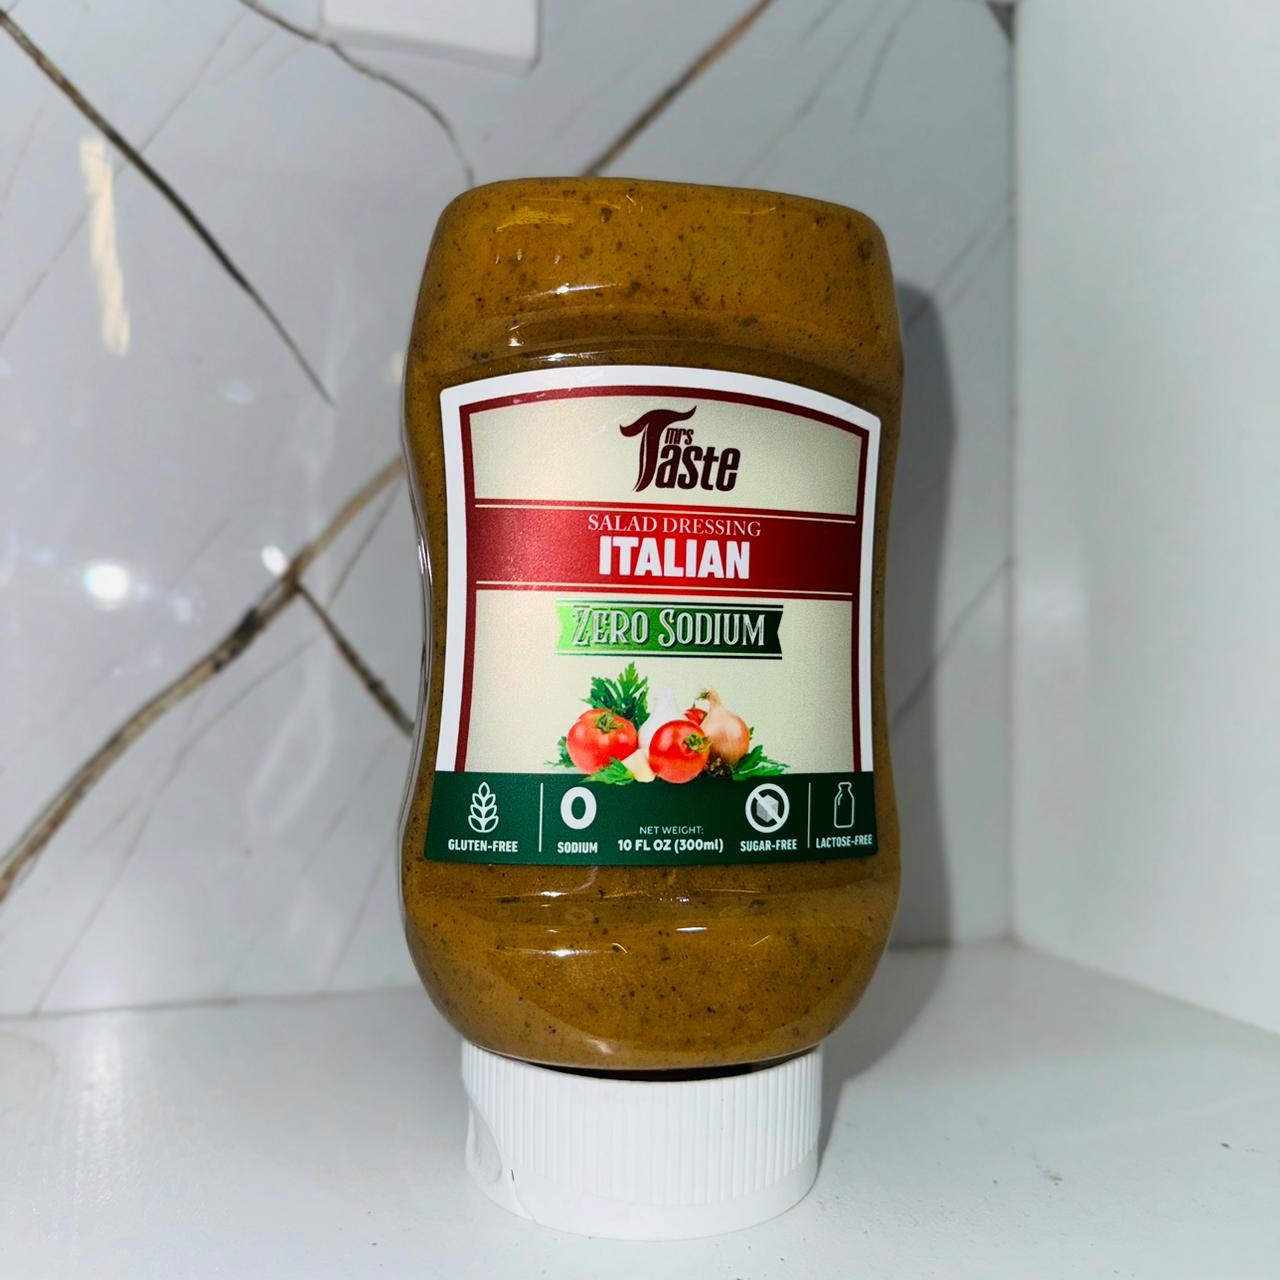 mrs
Taste
SALAD DRESSING
ITALIAN
ZERO SODIUM
GLUTEN-FREE
0
SODIUM
NET WEIGHT:
10 FL OZ (300ml)
SUGAR-FREE
LACTOSE-FREE